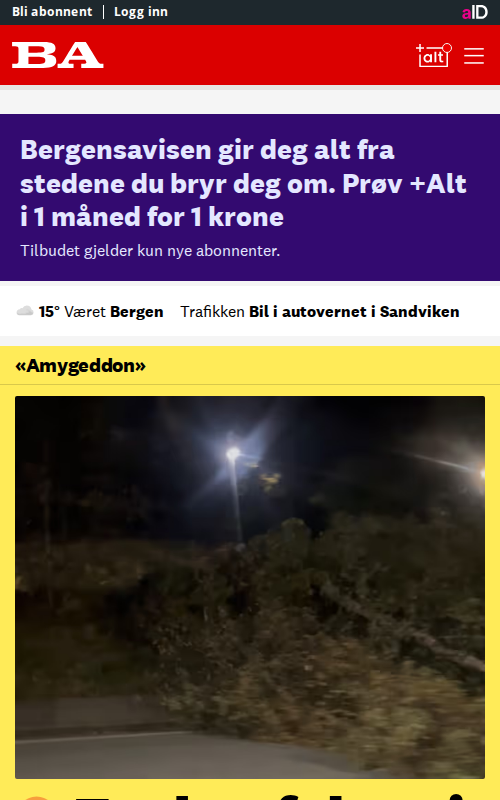 Bli abonnent | Logg inn
aID
BA
+alt
Bergensavisen gir deg alt fra
stedene du bryr deg om. Prøv +Alt
i 1 måned for 1 krone
Tilbudet gjelder kun nye abonnenter.
15° Været Bergen Trafikken Bil i autovernet i Sandviken
«Amygeddon»